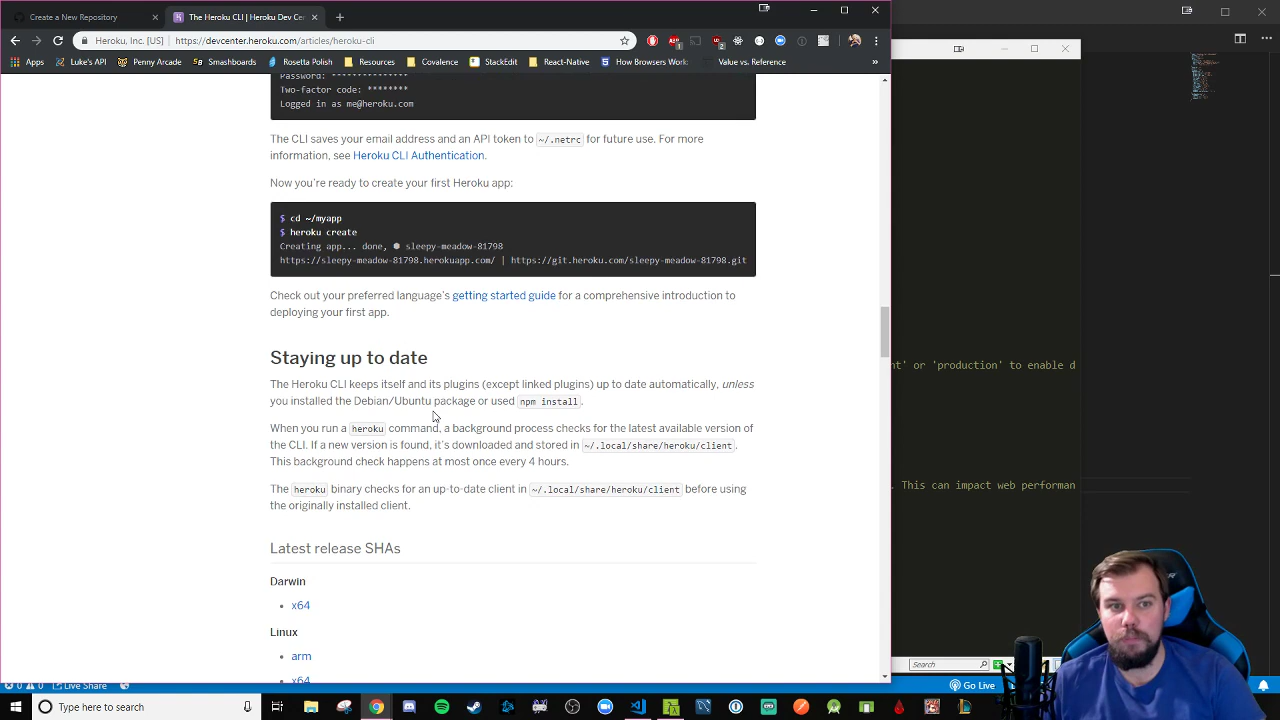 Create a New Repository
The Heroku CLI | Heroku Dev Cen
Heroku, Inc. [US]
https://devcenter.heroku.com/articles/heroku-cli
Apps
Luke's API
Penny Arcade
Smashboards
Rosetta Polish
Resources
Covalence
StackEdit
React-Native
How Browsers Work
Value vs. Reference
»
Password: **************
Two-factor code: ********
Logged in as me@heroku.com
The CLI saves your email address and an API token to ~/.netrc for future use. For more
information, see Heroku CLI Authentication.
Now you're ready to create your first Heroku app:
$ cd ~/myapp
$ heroku create
Creating app... done, ⬢ sleepy-meadow-81798
https://sleepy-meadow-81798.herokuapp.com/ | https://git.heroku.com/sleepy-meadow-81798.git
Check out your preferred language's getting started guide for a comprehensive introduction to
deploying your first app.
Staying up to date
The Heroku CLI keeps itself and its plugins (except linked plugins) up to date automatically, unless
you installed the Debian/Ubuntu package or used npm install.
When you run a heroku command, a background process checks for the latest available version of
the CLI. If a new version is found, it's downloaded and stored in ~/.local/share/heroku/client.
This background check happens at most once every 4 hours.
The heroku binary checks for an up-to-date client in ~/.local/share/heroku/client before using
the originally installed client.
Latest release SHAs
Darwin
• x64
Linux
• arm
• x64
nt' or 'production' to enable d
. This can impact web performan
Search
0
0
Live Share
Go Live
Type here to search